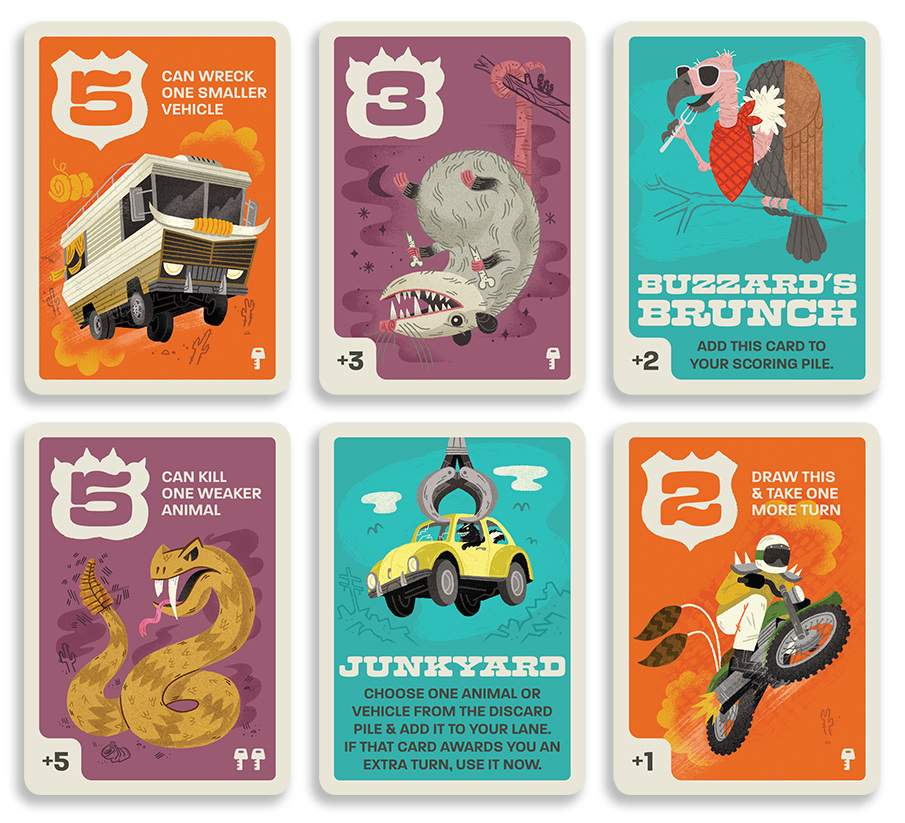 5
CAN WRECK
ONE SMALLER
VEHICLE
3
+3
BUZZARD'S
BRUNCH
+2
ADD THIS CARD TO
YOUR SCORING PILE.
5
CAN KILL
ONE WEAKER
ANIMAL
+5
JUNKYARD
CHOOSE ONE ANIMAL OR
VEHICLE FROM THE DISCARD
PILE & ADD IT TO YOUR LANE.
IF THAT CARD AWARDS YOU AN
EXTRA TURN, USE IT NOW.
2
DRAW THIS
& TAKE ONE
MORE TURN
+1